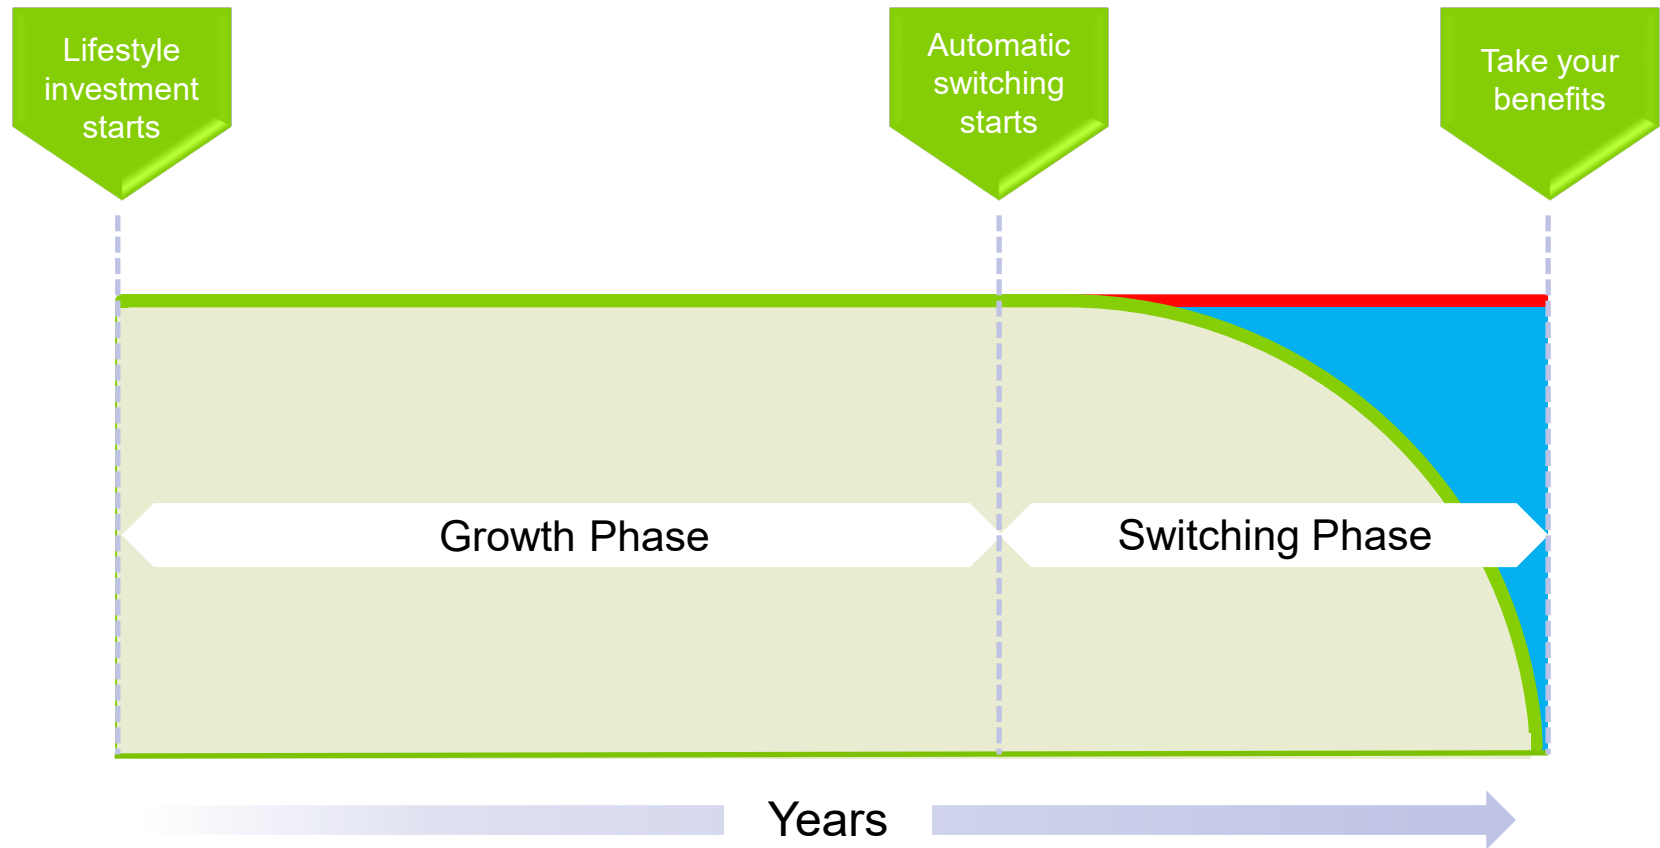 Lifestyle
investment
starts
Automatic
switching
starts
Take your
benefits
Growth Phase
Switching Phase
Years